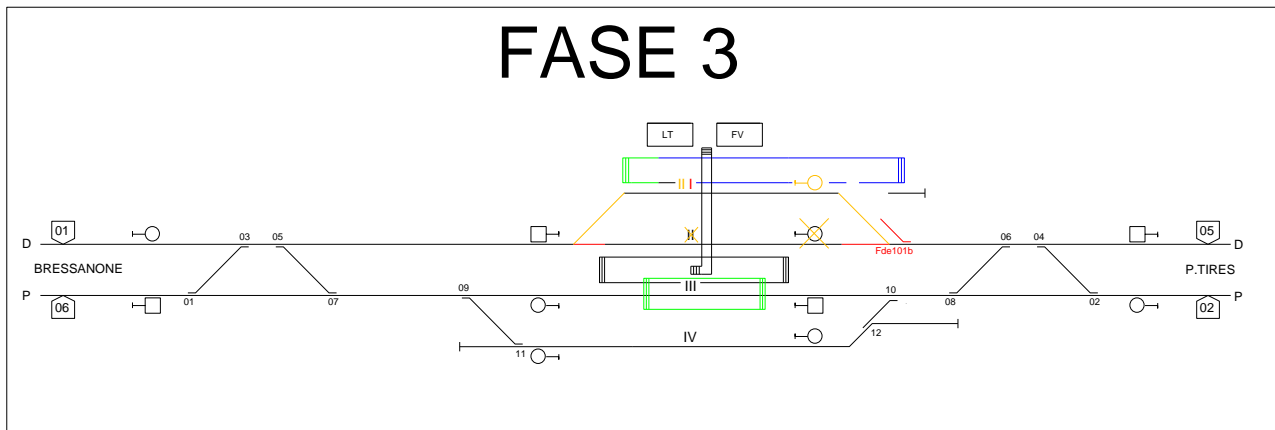 FASE 3
LT FV
II I
01 05
D 03 05 II Fde101b 06 04 D
BRESSANONE P.TIRES
III
P 01 07 09 10 08 02 P
06 02
IV
11 12